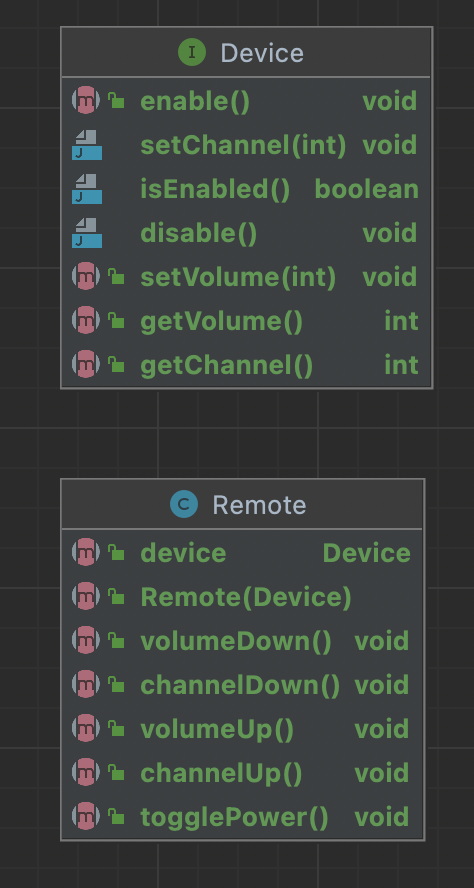 I Device
m enable() void
J setChannel(int) void
J isEnabled() boolean
J disable() void
m setVolume(int) void
m getVolume() int
m getChannel() int
C Remote
m device Device
m Remote(Device)
m volumeDown() void
m channelDown() void
m volumeUp() void
m channelUp() void
m togglePower() void